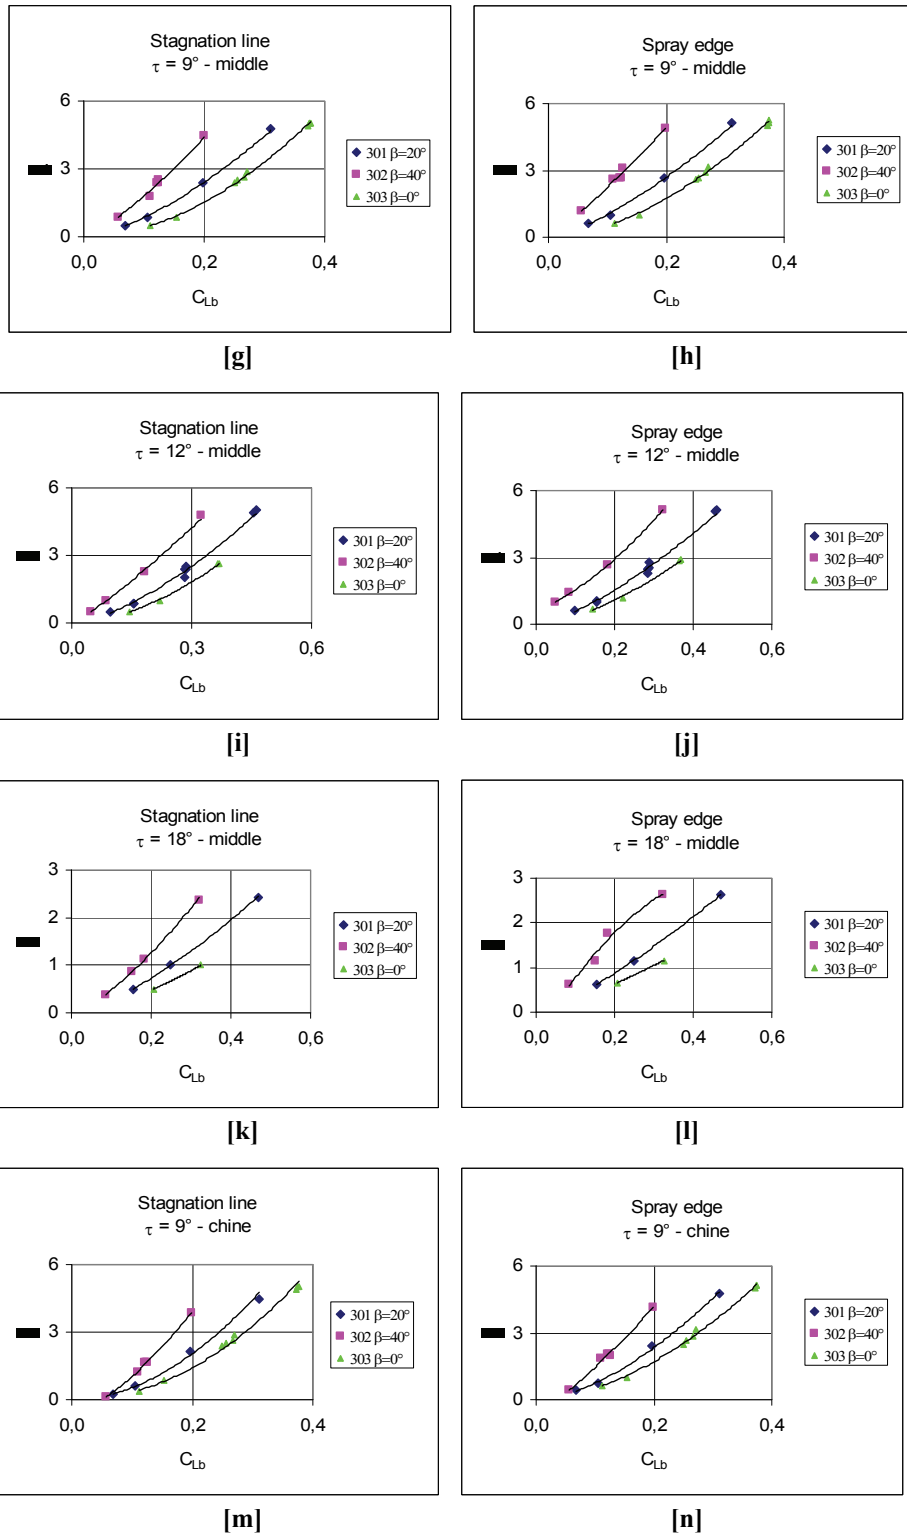 Stagnation line
τ = 9° - middle
6
3
0
0,0 0,2 0,4
C_Lb
301 β=20°
302 β=40°
303 β=0°
[g]
Spray edge
τ = 9° - middle
6
3
0
0,0 0,2 0,4
C_Lb
301 β=20°
302 β=40°
303 β=0°
[h]
Stagnation line
τ = 12° - middle
6
3
0
0,0 0,3 0,6
C_Lb
301 β=20°
302 β=40°
303 β=0°
[i]
Spray edge
τ = 12° - middle
6
3
0
0,0 0,2 0,4 0,6
C_Lb
301 β=20°
302 β=40°
303 β=0°
[j]
Stagnation line
τ = 18° - middle
3
2
1
0
0,0 0,2 0,4 0,6
C_Lb
301 β=20°
302 β=40°
303 β=0°
[k]
Spray edge
τ = 18° - middle
3
2
1
0
0,0 0,2 0,4 0,6
C_Lb
301 β=20°
302 β=40°
303 β=0°
[l]
Stagnation line
τ = 9° - chine
6
3
0
0,0 0,2 0,4
C_Lb
301 β=20°
302 β=40°
303 β=0°
[m]
Spray edge
τ = 9° - chine
6
3
0
0,0 0,2 0,4
C_Lb
301 β=20°
302 β=40°
303 β=0°
[n]